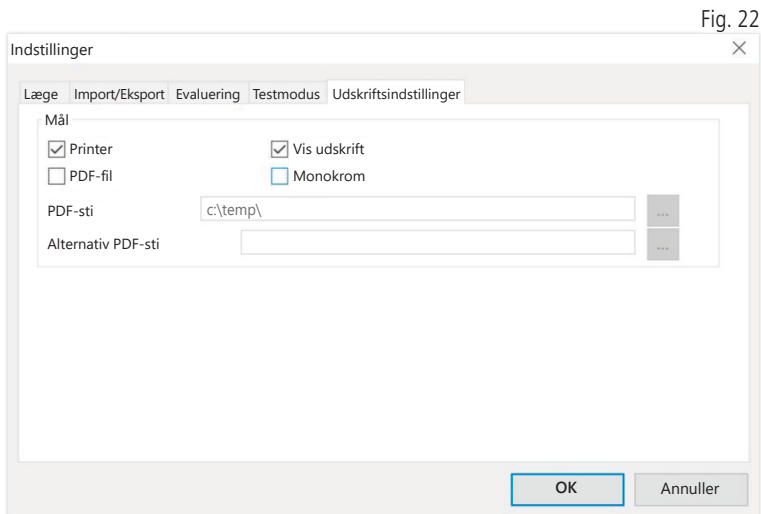 Fig. 22
Indstillinger
Læge Import/Eksport Evaluering Testmodus Udskriftsindstillinger
Mål
Printer Vis udskrift
PDF-fil Monokrom
PDF-sti c:\temp\ ...
Alternativ PDF-sti ...
OK Annuller